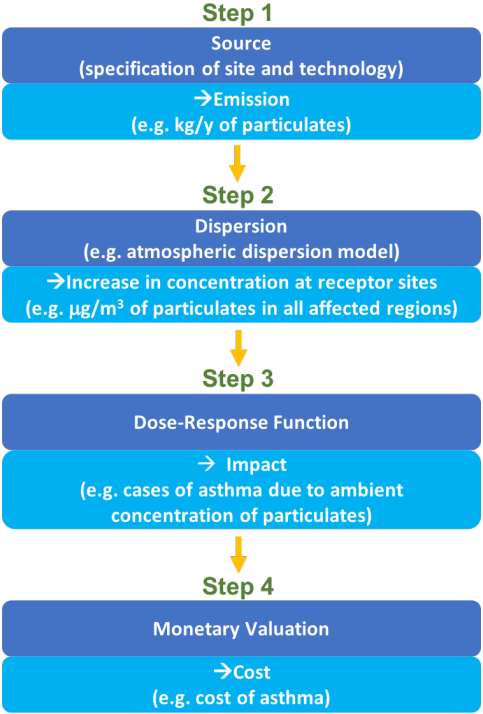 Step 1
Source
(specification of site and technology)
→Emission
(e.g. kg/y of particulates)
Step 2
Dispersion
(e.g. atmospheric dispersion model)
→Increase in concentration at receptor sites
(e.g. µg/m³ of particulates in all affected regions)
Step 3
Dose-Response Function
→ Impact
(e.g. cases of asthma due to ambient
concentration of particulates)
Step 4
Monetary Valuation
→Cost
(e.g. cost of asthma)